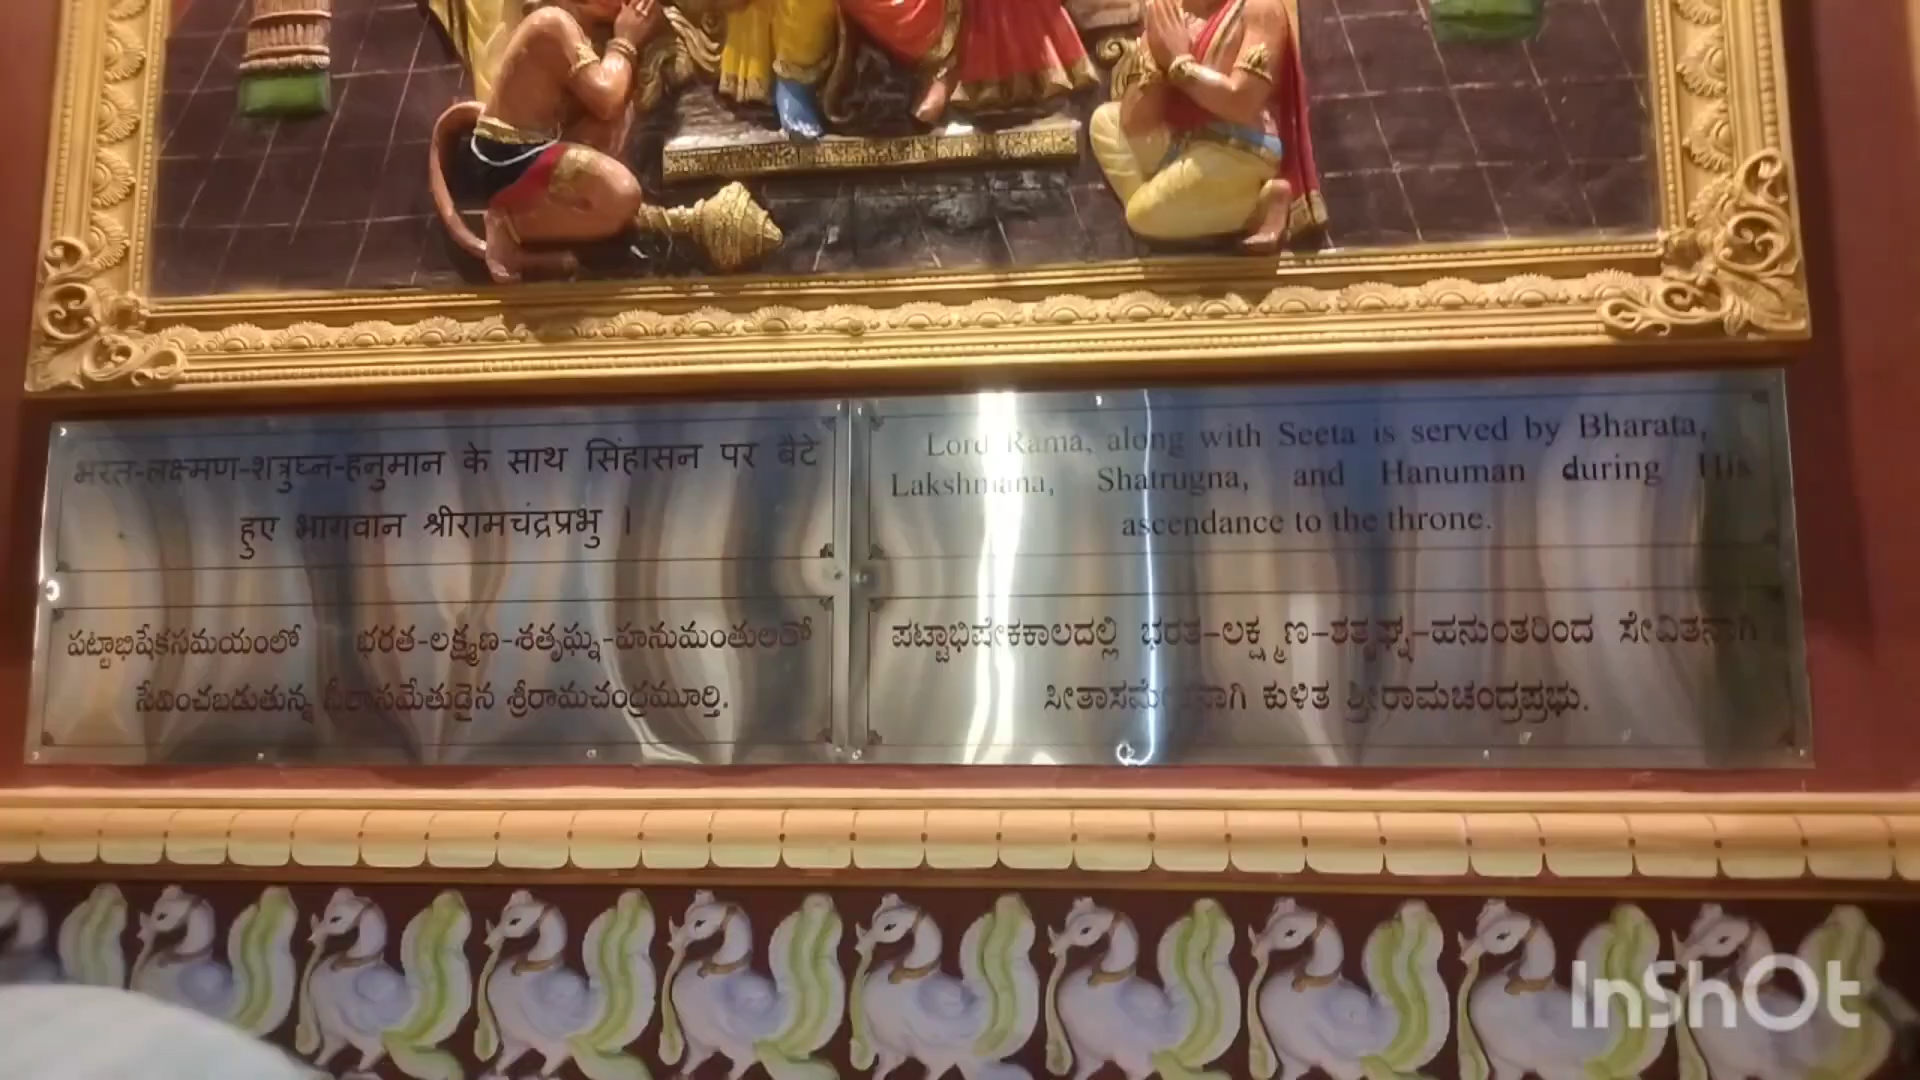 भरत-लक्ष्मण-शत्रुघ्न-हनुमान के साथ सिंहासन पर बैटे
हुए भागवान श्रीरामचंद्रप्रभु ।
Lord Rama, along with Seeta is served by Bharata,
Lakshmana, Shatrugna, and Hanuman during His
ascendance to the throne.
పట్టాభిషేకసమయంలో భరత-లక్ష్మణ-శతృఘ్న-హనుమంతులతో
సేవించబడుతున్న సీతాసమేతుడైన శ్రీరామచంద్రమూర్తి.
ಪಟ್ಟಾಭಿಷೇಕಕಾಲದಲ್ಲಿ ಭರತ-ಲಕ್ಷ್ಮಣ-ಶತೃಘ್ನ-ಹನುಂತರಿಂದ ಸೇವಿತನಾಗಿ
ಸೀತಾಸಮೇತನಾಗಿ ಕುಳಿತ ಶ್ರೀರಾಮಚಂದ್ರಪ್ರಭು.
InShOt